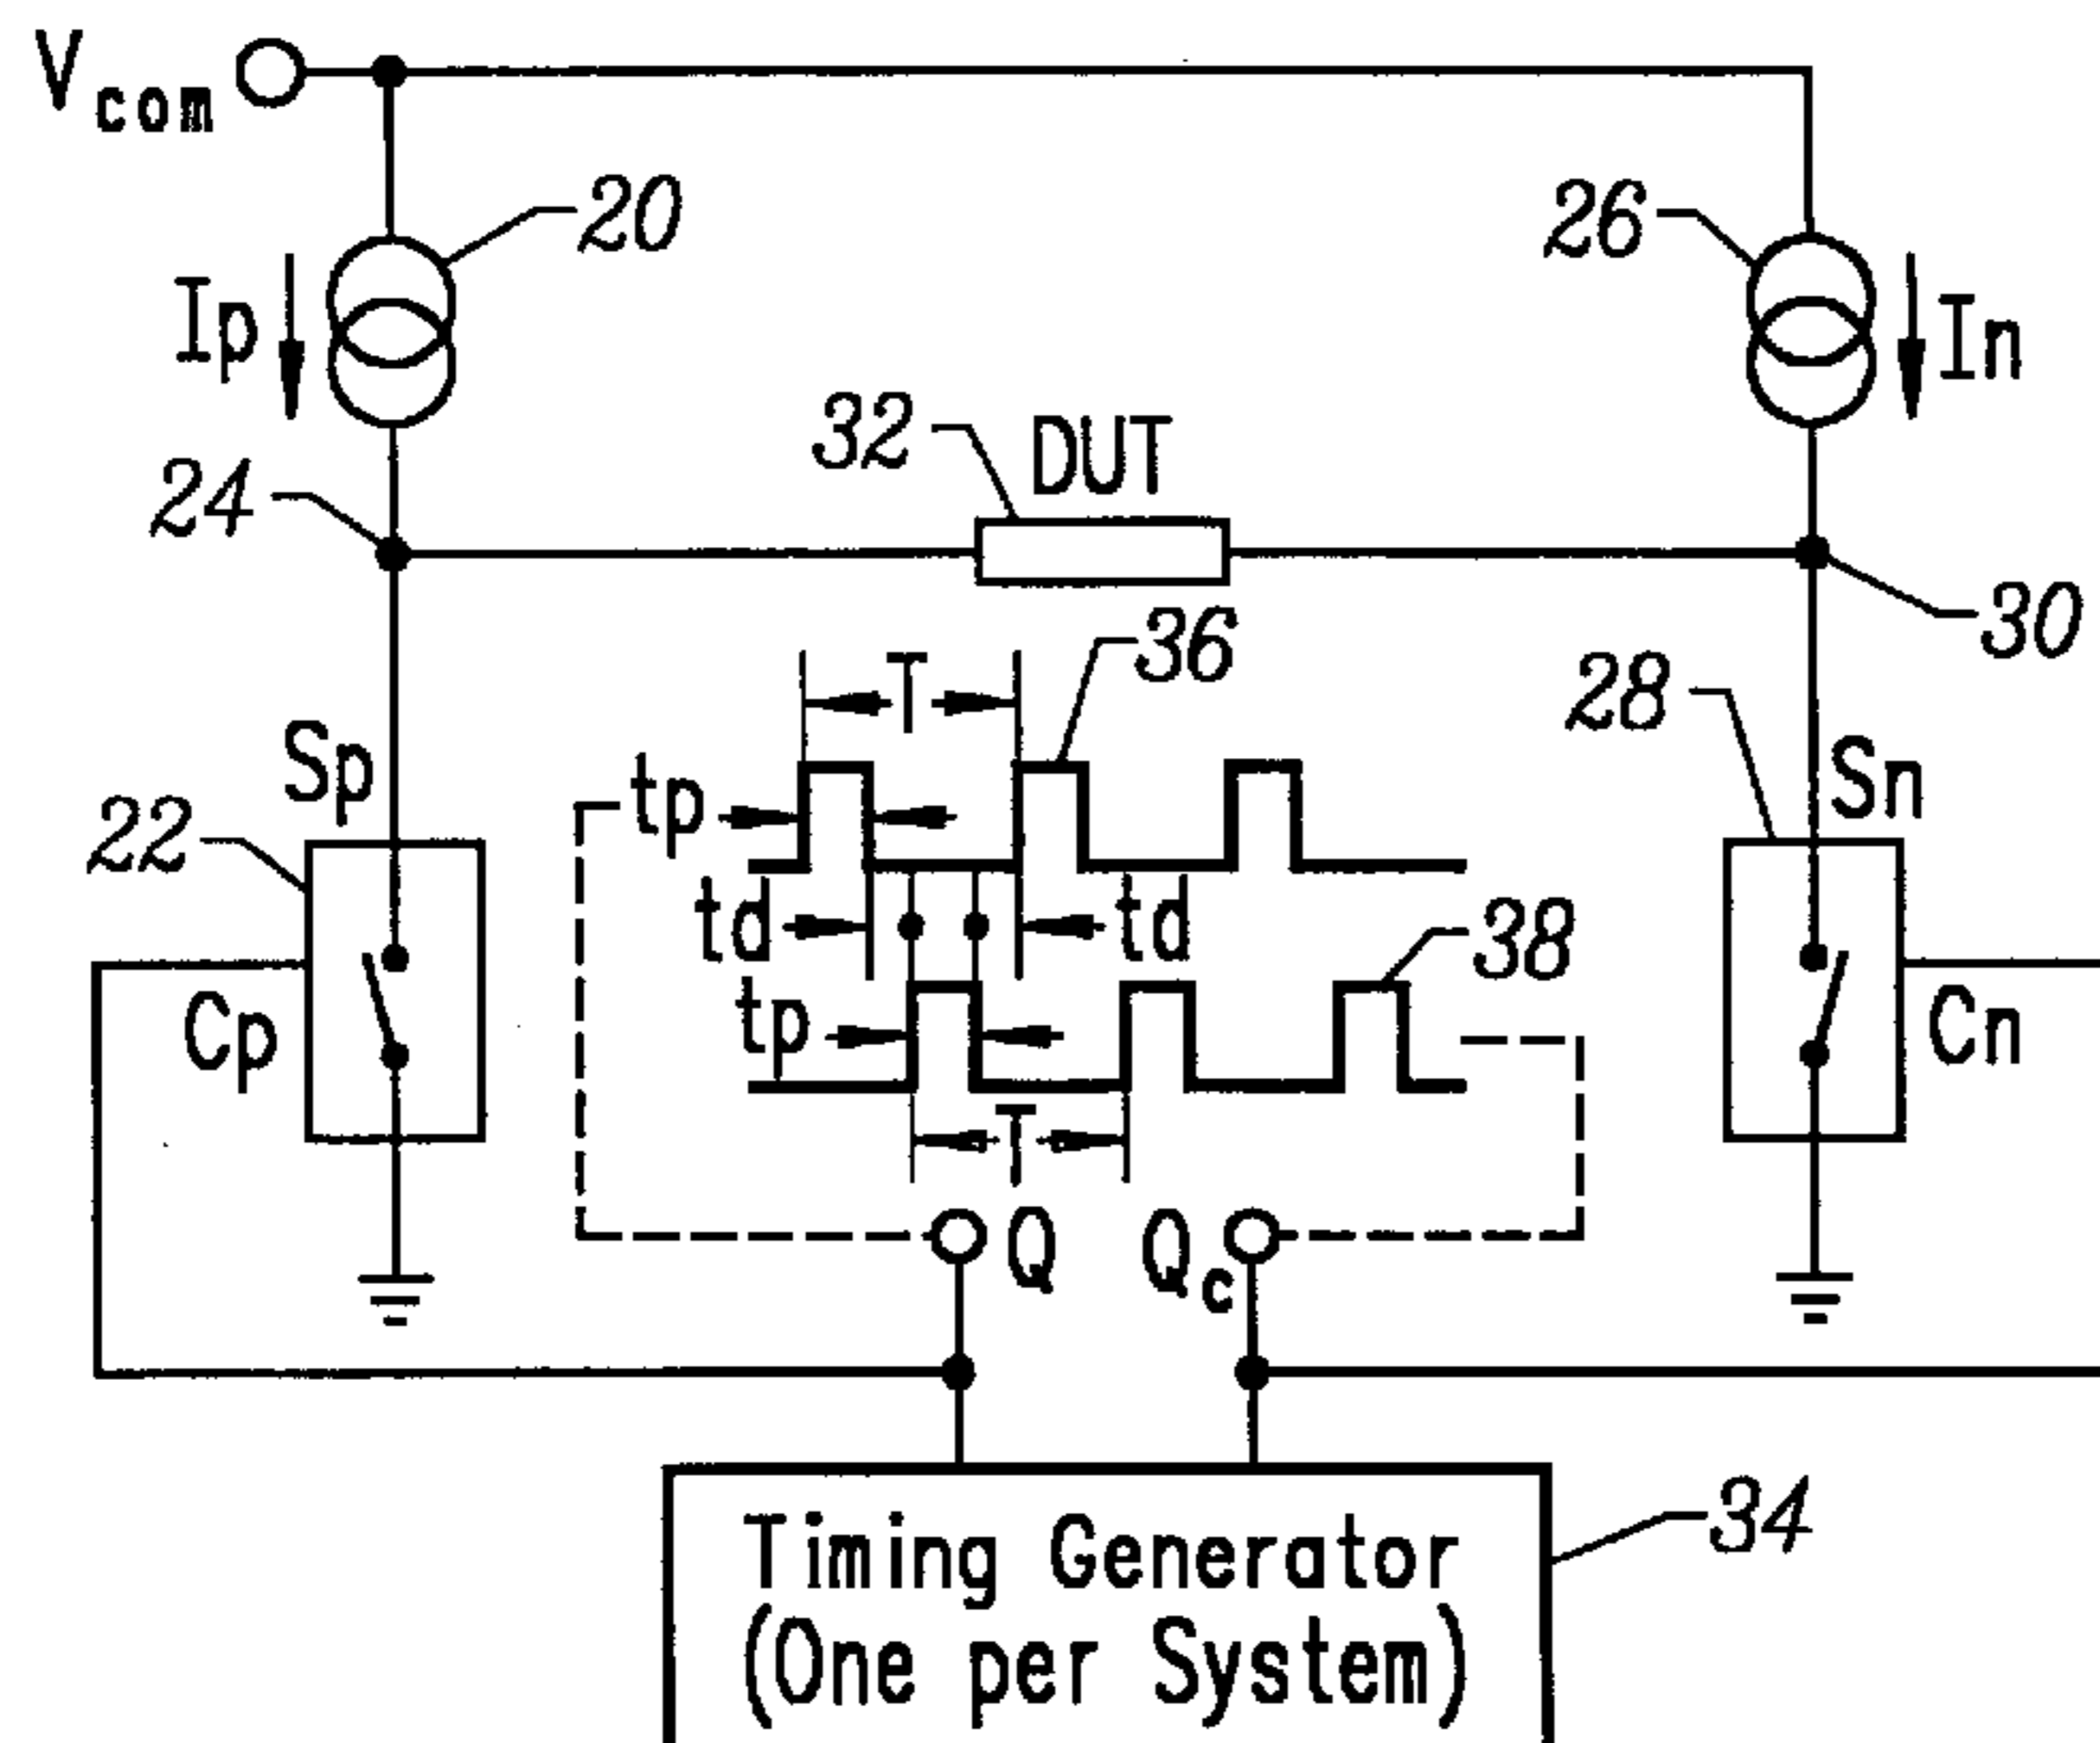 Vcom
20
26
Ip
In
32
DUT
24
30
T
36
28
Sp
Sn
tp
22
td
td
38
tp
Cp
Cn
T
Q
Qc
34
Timing Generator
(One per System)